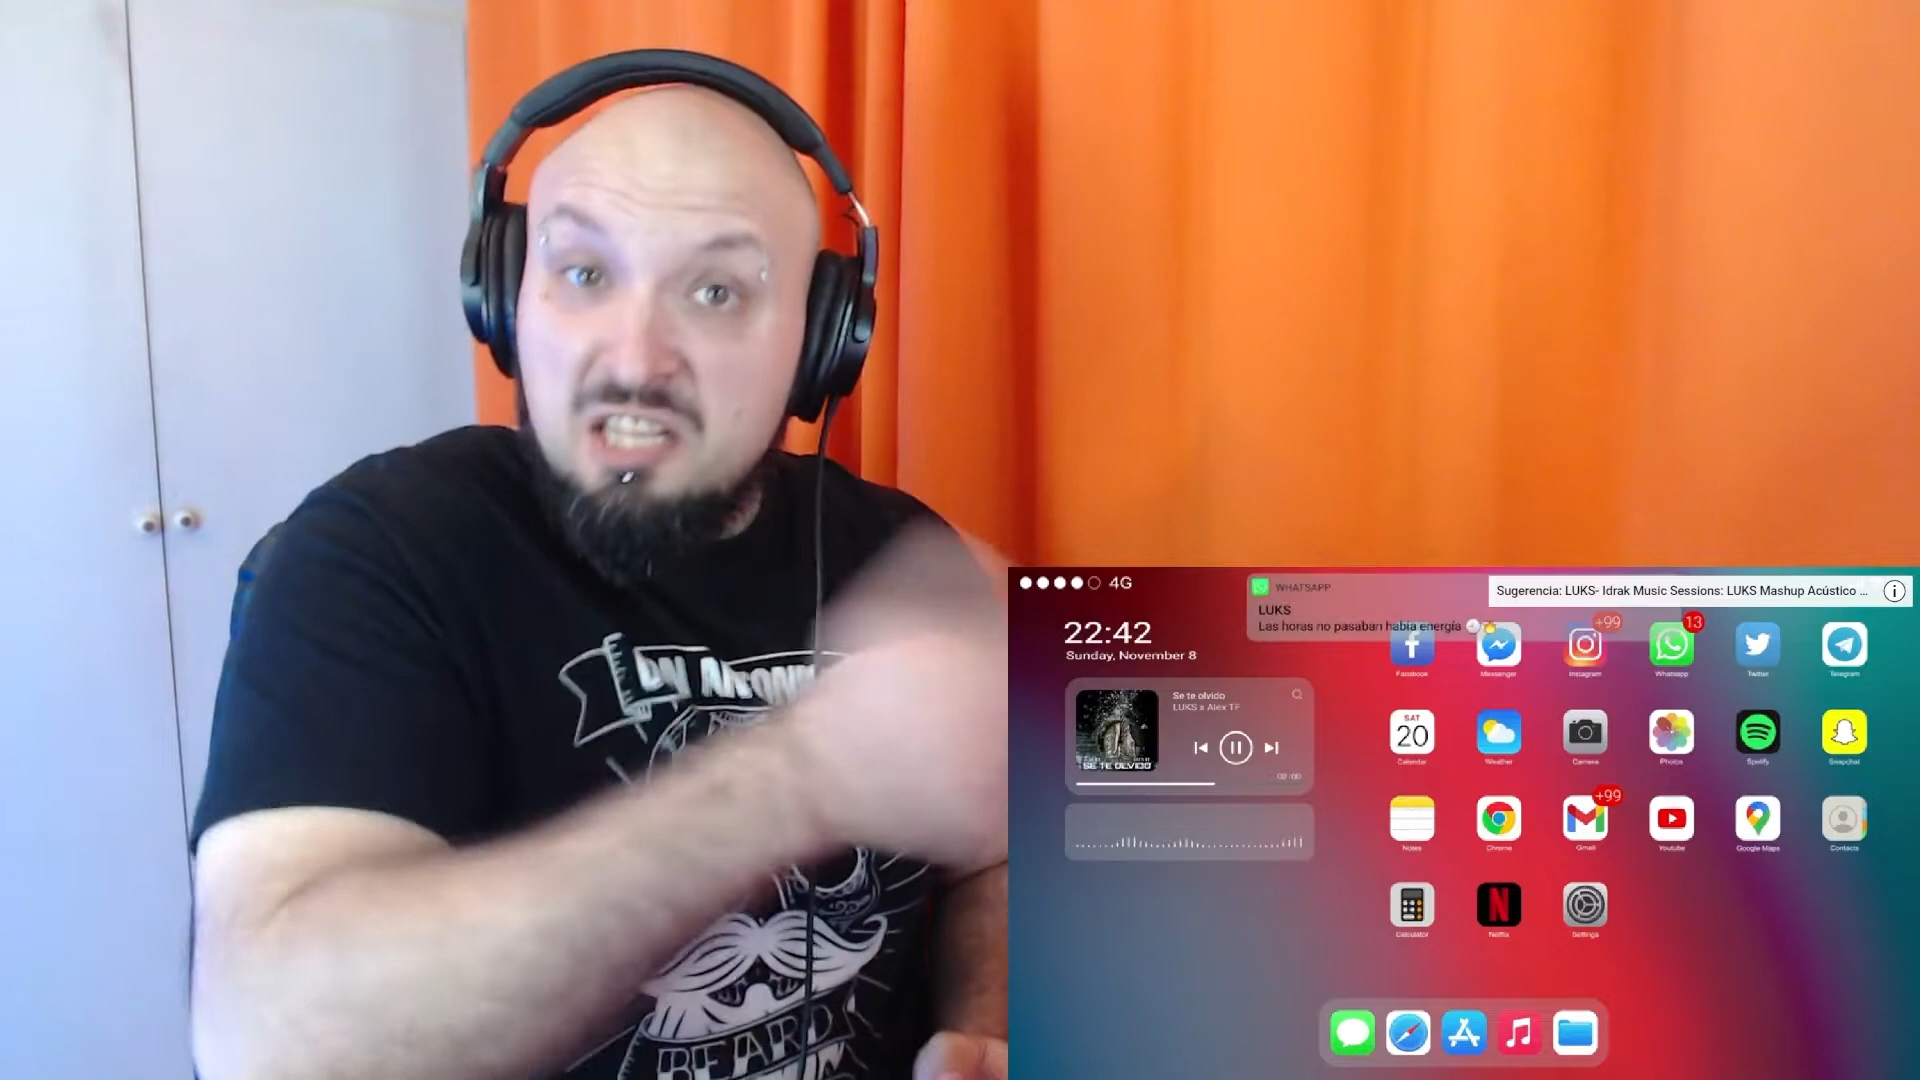 4G
WHATSAPP
LUKS
Las horas no pasaban había energía
Sugerencia: LUKS- Idrak Music Sessions: LUKS Mashup Acústico ...
22:42
Sunday, November 8
Se te olvido
LUKS x Alex TF
SE TE OLVIDO
+99
13
Facebook
Messenger
Instagram
Whatsapp
Twitter
Telegram
SAT
20
Calendar
Weather
Camera
Photos
Spotify
Snapchat
+99
Notes
Chrome
Gmail
Youtube
Google Maps
Contacts
N
Calculator
Netflix
Settings
BEARD